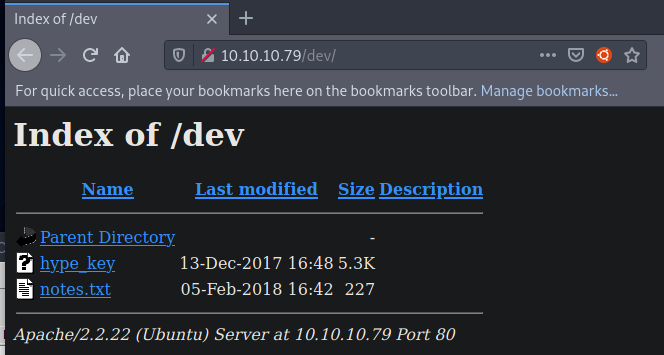 Index of /dev
10.10.10.79/dev/
For quick access, place your bookmarks here on the bookmarks toolbar. Manage bookmarks...
Index of /dev
Name Last modified Size Description
Parent Directory -
hype_key 13-Dec-2017 16:48 5.3K
notes.txt 05-Feb-2018 16:42 227
Apache/2.2.22 (Ubuntu) Server at 10.10.10.79 Port 80